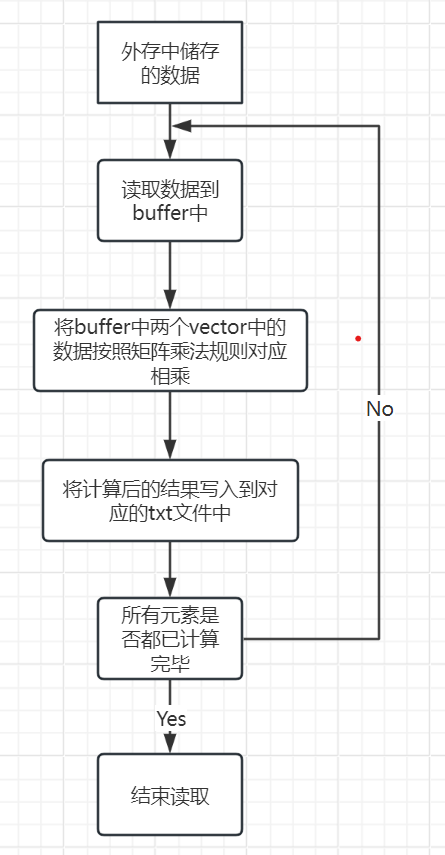 外存中储存
的数据
读取数据到
buffer中
将buffer中两个vector中的
数据按照矩阵乘法规则对应
相乘
No
将计算后的结果写入到对
应的txt文件中
所有元素是
否都已计算
完毕
Yes
结束读取